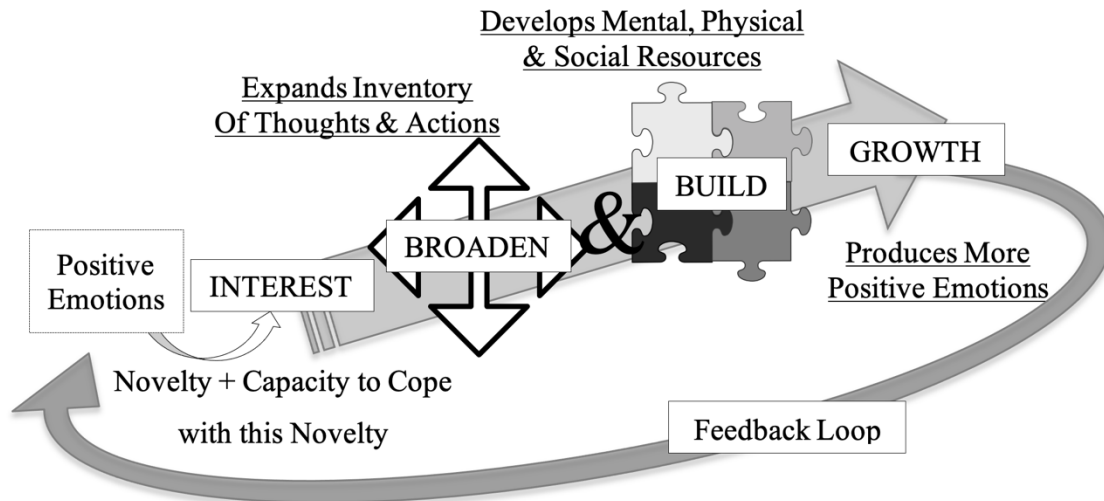 Develops Mental, Physical
& Social Resources
Expands Inventory
Of Thoughts & Actions
GROWTH
BUILD
&
BROADEN
Positive
Emotions
INTEREST
Produces More
Positive Emotions
Novelty + Capacity to Cope
with this Novelty
Feedback Loop